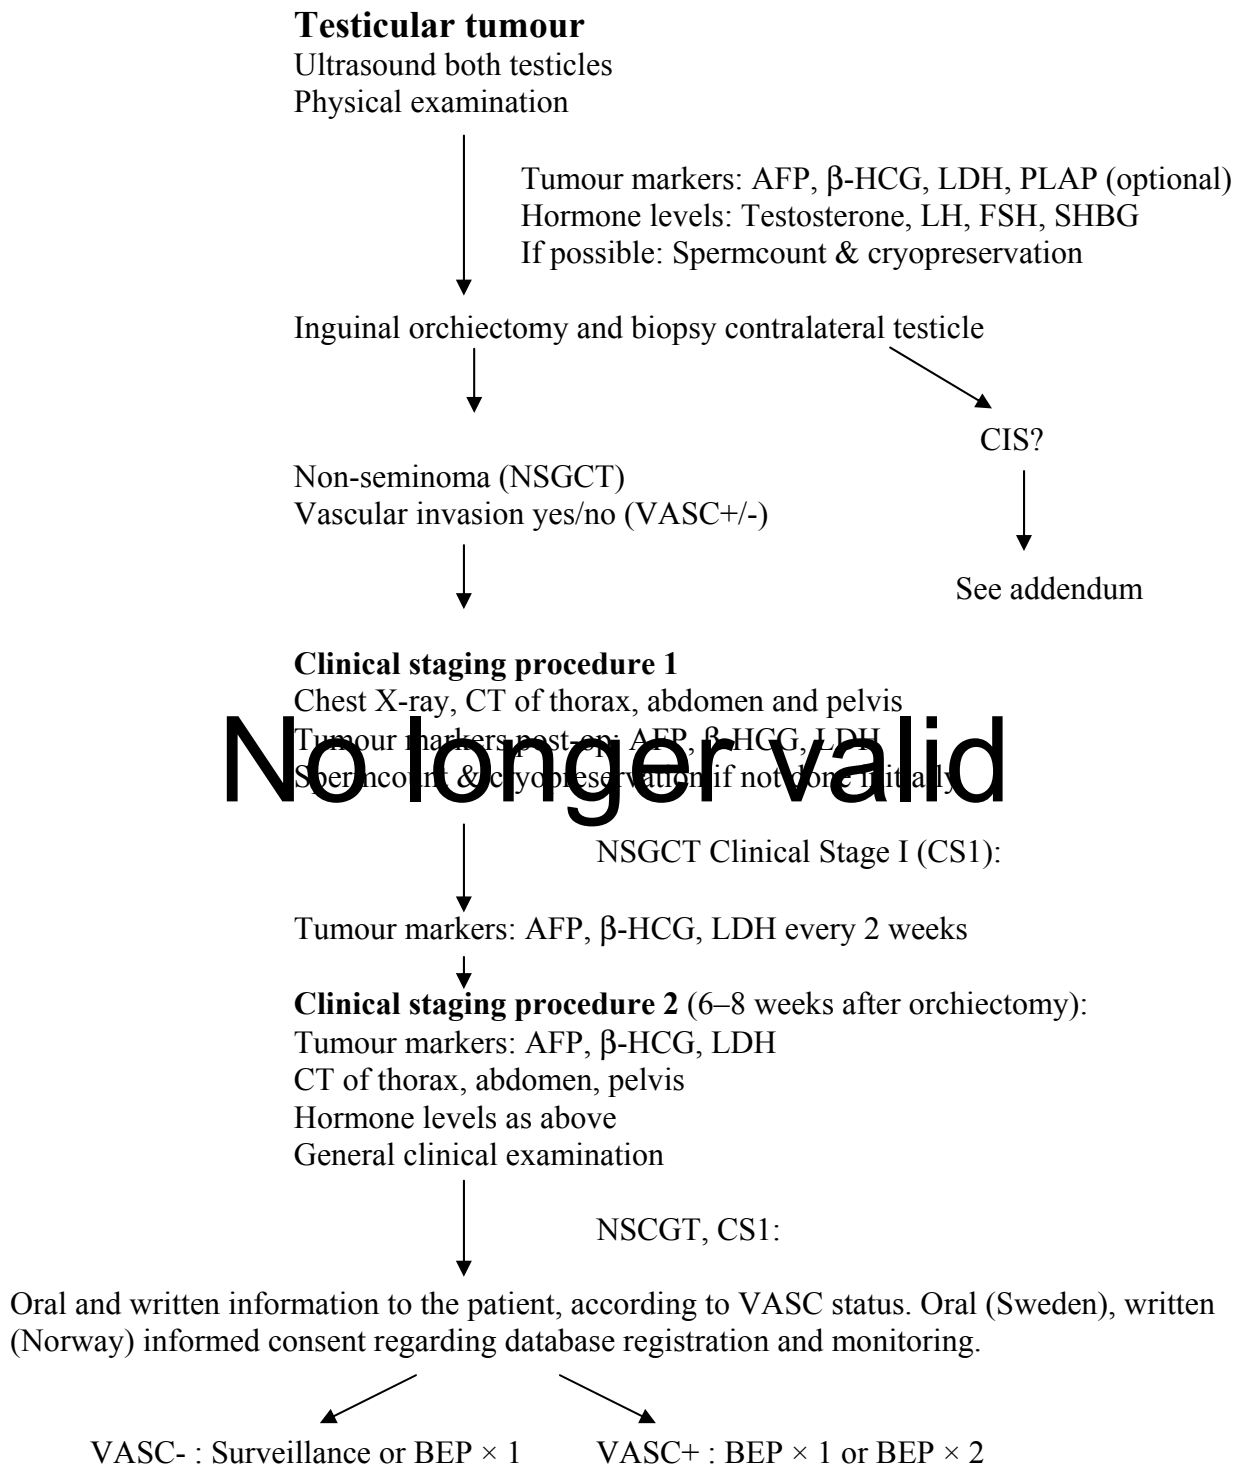 Testicular tumour
Ultrasound both testicles
Physical examination
Tumour markers: AFP, β-HCG, LDH, PLAP (optional)
Hormone levels: Testosterone, LH, FSH, SHBG
If possible: Spermcount & cryopreservation
Inguinal orchiectomy and biopsy contralateral testicle
CIS?
Non-seminoma (NSGCT)
Vascular invasion yes/no (VASC+/-)
See addendum
Clinical staging procedure 1
Chest X-ray, CT of thorax, abdomen and pelvis
Tumour markers post-op: AFP, β-HCG, LDH
Spermcount & cryopreservation if not done initially
No longer valid
NSGCT Clinical Stage I (CS1):
Tumour markers: AFP, β-HCG, LDH every 2 weeks
Clinical staging procedure 2 (6–8 weeks after orchiectomy):
Tumour markers: AFP, β-HCG, LDH
CT of thorax, abdomen, pelvis
Hormone levels as above
General clinical examination
NSCGT, CS1:
Oral and written information to the patient, according to VASC status. Oral (Sweden), written
(Norway) informed consent regarding database registration and monitoring.
VASC- : Surveillance or BEP × 1 VASC+ : BEP × 1 or BEP × 2